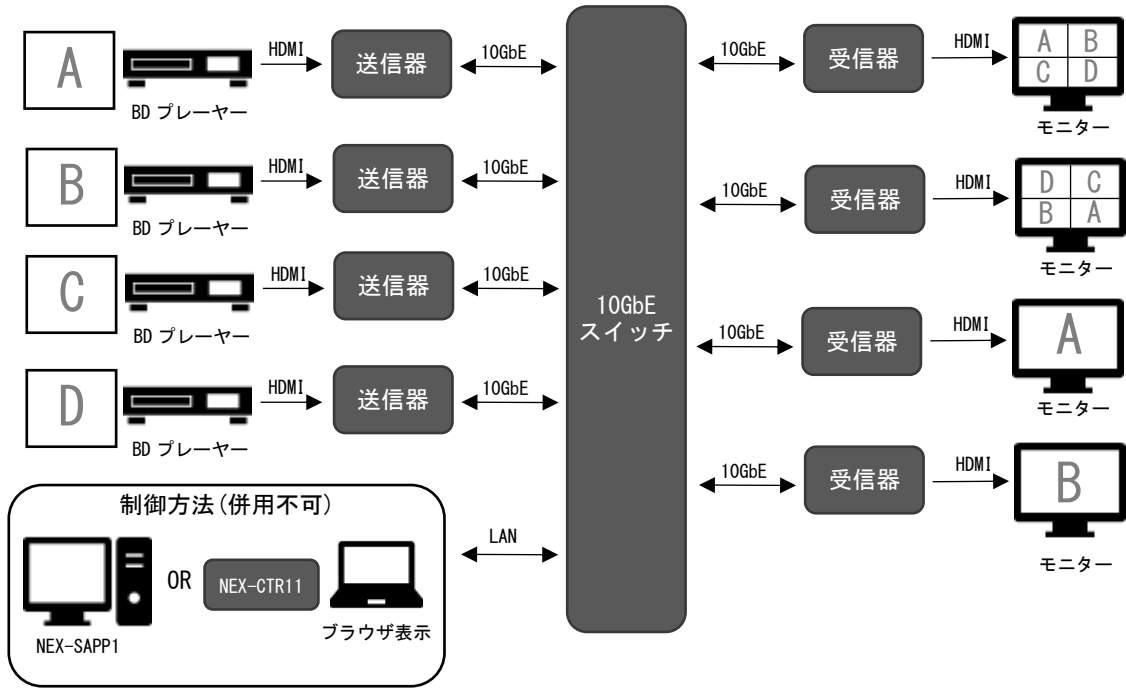 A
BD プレーヤー
HDMI
送信器
10GbE
B
BD プレーヤー
HDMI
送信器
10GbE
C
BD プレーヤー
HDMI
送信器
10GbE
D
BD プレーヤー
HDMI
送信器
10GbE
10GbE
スイッチ
10GbE
受信器
HDMI
A B
C D
モニター
10GbE
受信器
HDMI
D C
B A
モニター
10GbE
受信器
HDMI
A
モニター
10GbE
受信器
HDMI
B
モニター
制御方法(併用不可)
NEX-SAPP1
OR
NEX-CTR11
ブラウザ表示
LAN